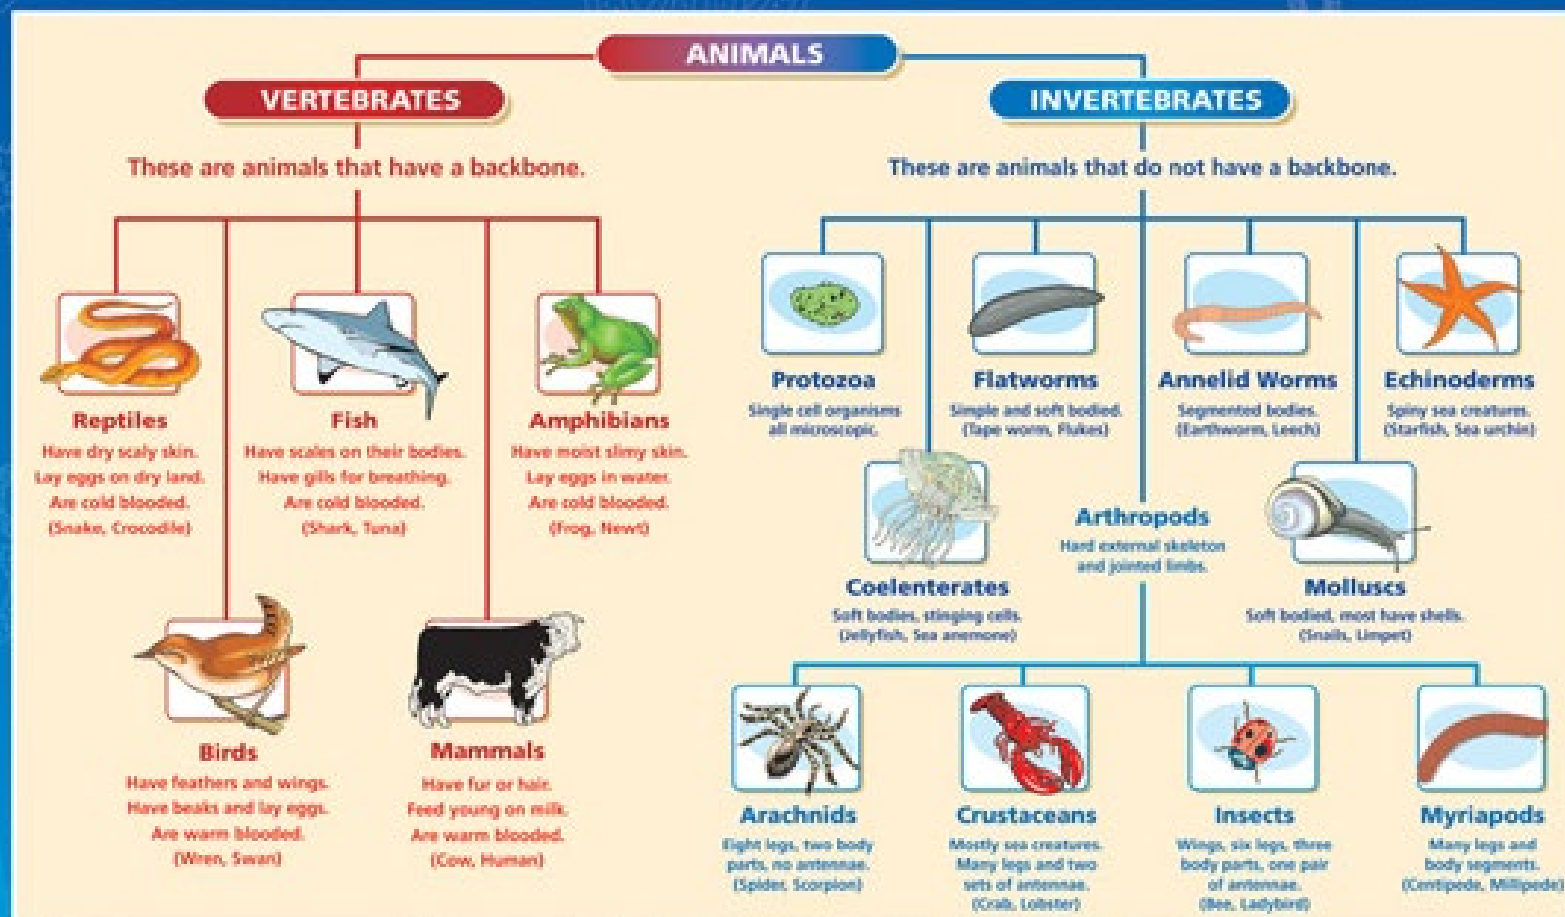 ANIMALS
VERTEBRATES
These are animals that have a backbone.
Reptiles
Have dry scaly skin.
Lay eggs on dry land.
Are cold blooded.
(Snake, Crocodile)
Fish
Have scales on their bodies.
Have gills for breathing.
Are cold blooded.
(Shark, Tuna)
Amphibians
Have moist slimy skin.
Lay eggs in water.
Are cold blooded.
(Frog, Newt)
Birds
Have feathers and wings.
Have beaks and lay eggs.
Are warm blooded.
(Wren, Swan)
Mammals
Have fur or hair.
Feed young on milk.
Are warm blooded.
(Cow, Human)
INVERTEBRATES
These are animals that do not have a backbone.
Protozoa
Single cell organisms
all microscopic.
Flatworms
Simple and soft bodied.
(Tape worm, Flukes)
Annelid Worms
Segmented bodies.
(Earthworm, Leech)
Echinoderms
Spiny sea creatures.
(Starfish, Sea urchin)
Coelenterates
Soft bodies, stinging cells.
(Jellyfish, Sea anemone)
Arthropods
Hard external skeleton
and jointed limbs.
Molluscs
Soft bodied, most have shells.
(Snails, Limpet)
Arachnids
Eight legs, two body
parts, no antennae.
(Spider, Scorpion)
Crustaceans
Mostly sea creatures.
Many legs and two
sets of antennae.
(Crab, Lobster)
Insects
Wings, six legs, three
body parts, one pair
of antennae.
(Bee, Ladybird)
Myriapods
Many legs and
body segments.
(Centipede, Millipede)